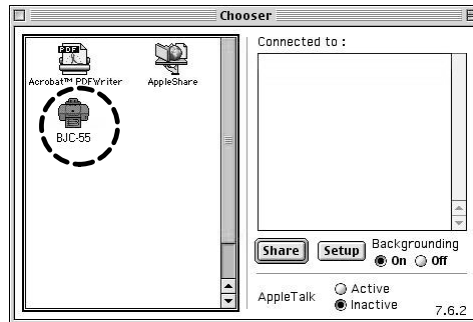 Chooser
PDF
Acrobat™ PDFWriter
AppleShare
BJC-55
Connected to :
Share
Setup
Backgrounding
On
Off
AppleTalk
Active
Inactive
7.6.2